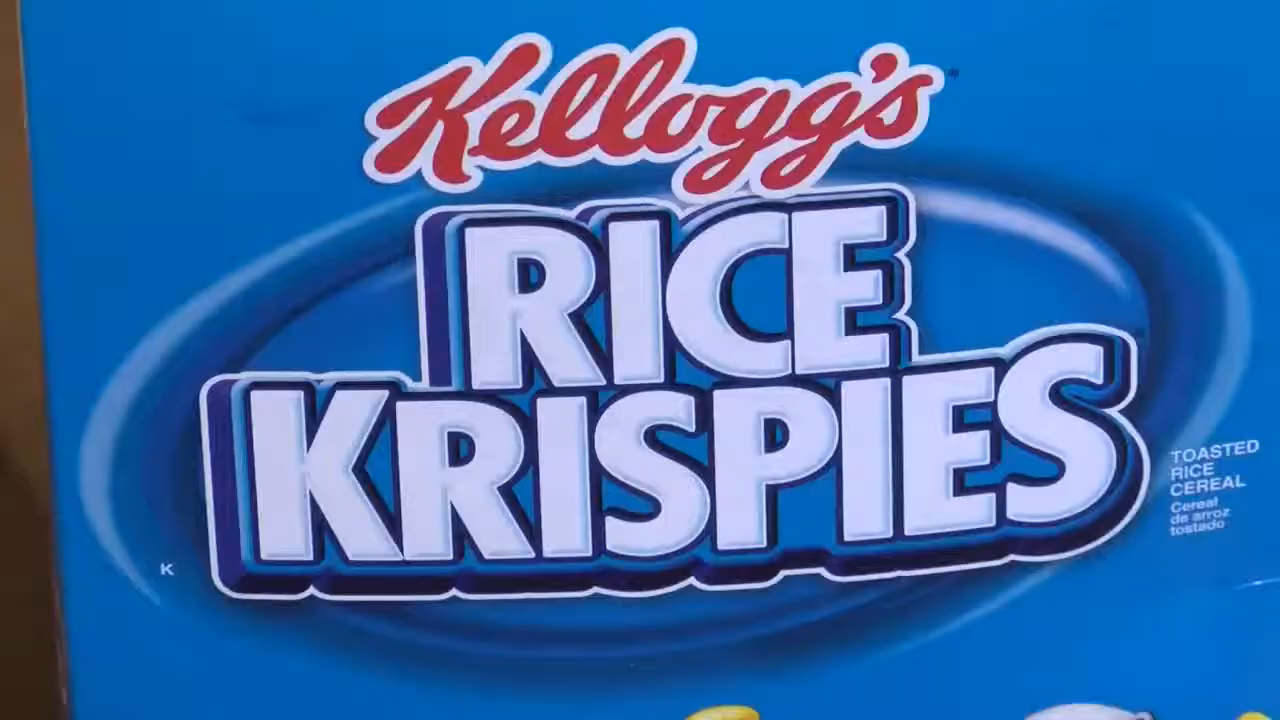 Kellogg's
RICE
KRISPIES
TOASTED
RICE
CEREAL
Cereal
de arroz
tostado
K